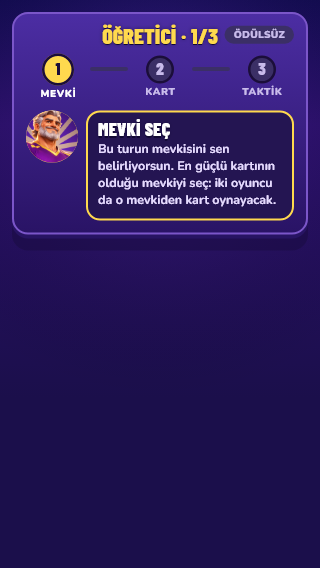 ÖĞRETİCİ · 1/3
ÖDÜLSÜZ
1
2
3
MEVKİ
KART
TAKTİK
MEVKİ SEÇ
Bu turun mevkisini sen
belirliyorsun. En güçlü kartının
olduğu mevkiyi seç: iki oyuncu
da o mevkiden kart oynayacak.